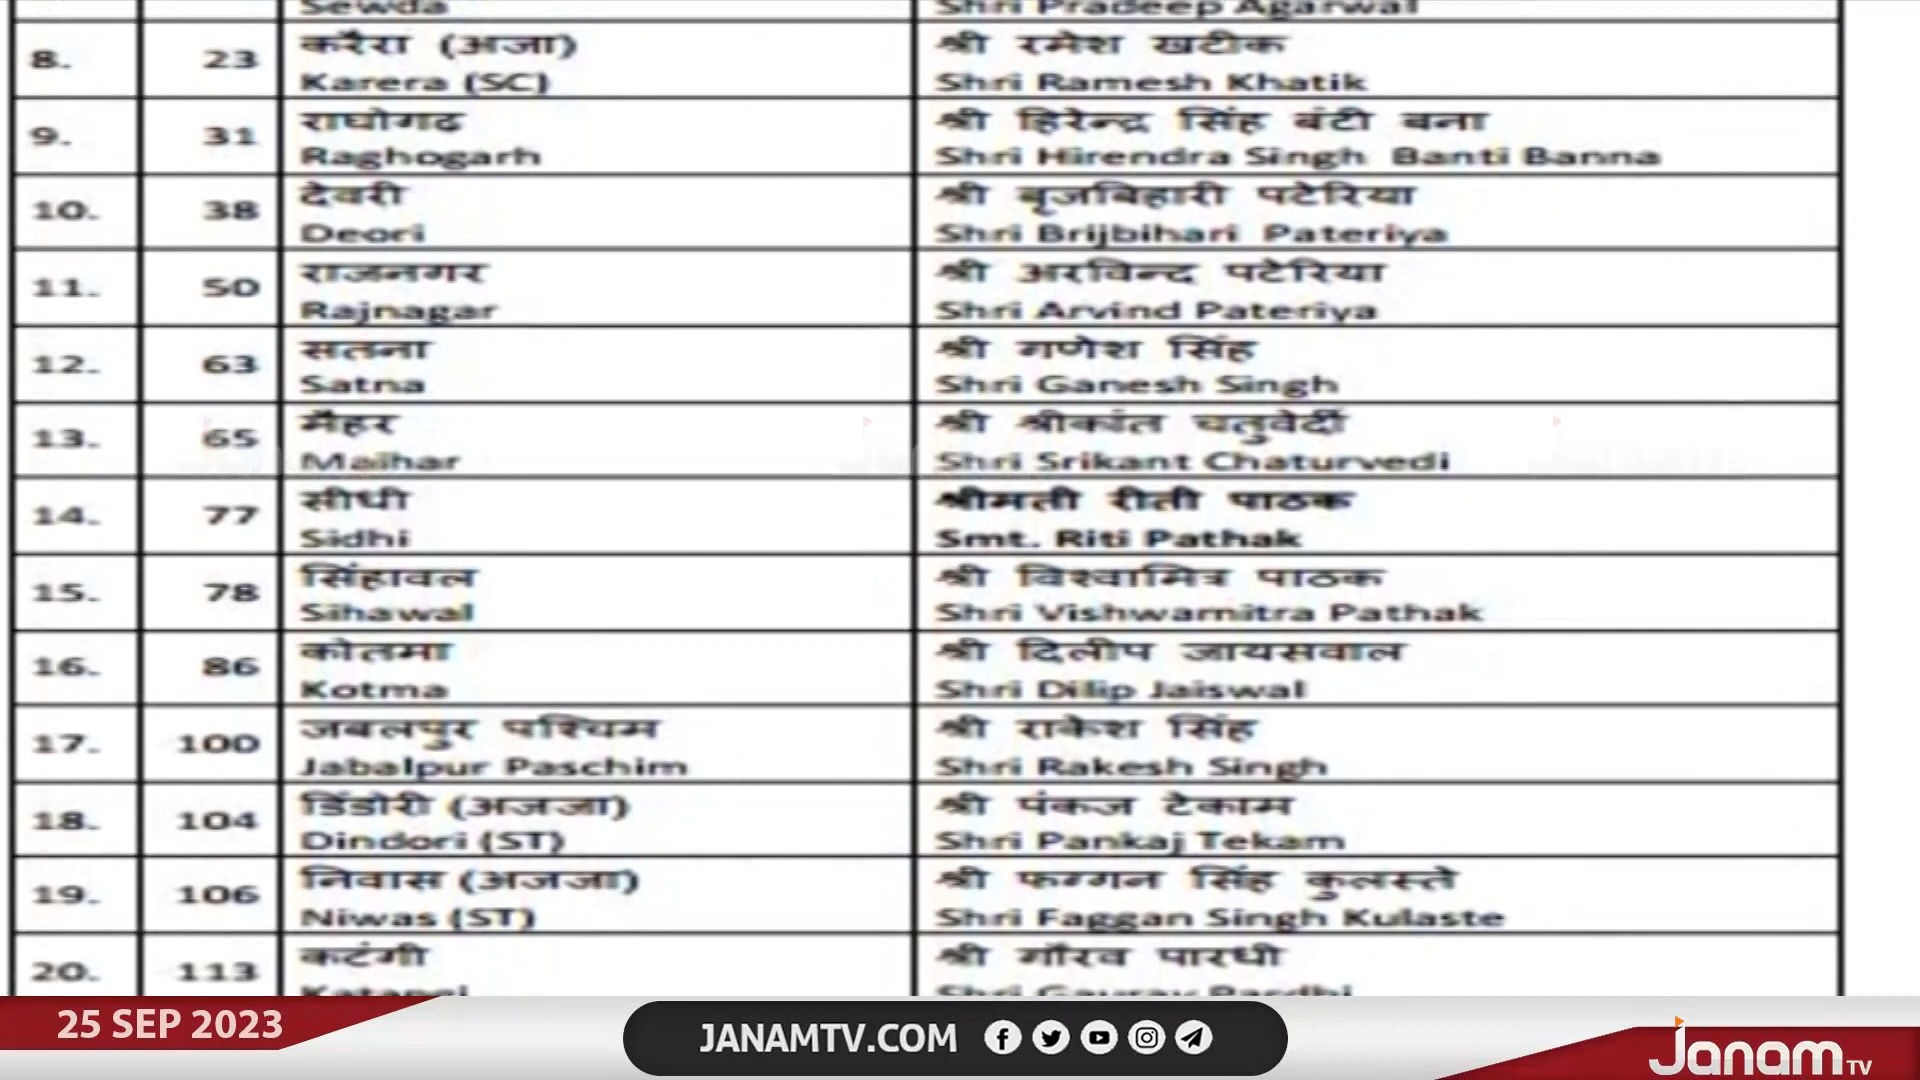 Sewda
Shri Pradeep Agarwal
8. 23 करैरा (अजा) श्री रमेश खटीक
Karera (SC) Shri Ramesh Khatik
9. 31 राघोगढ श्री हिरेन्द्र सिंह बंटी बना
Raghogarh Shri Hirendra Singh Banti Banna
10. 38 देवरी श्री बृजबिहारी पटेरिया
Deori Shri Brijbihari Pateriya
11. 50 राजनगर श्री अरविन्द पटेरिया
Rajnagar Shri Arvind Pateriya
12. 63 सतना श्री गणेश सिंह
Satna Shri Ganesh Singh
13. 65 मैहर श्री श्रीकांत चतुर्वेदी
Maihar Shri Srikant Chaturvedi
14. 77 सीधी श्रीमती रीती पाठक
Sidhi Smt. Riti Pathak
15. 78 सिंहावल श्री विश्वामित्र पाठक
Sihawal Shri Vishwamitra Pathak
16. 86 कोतमा श्री दिलीप जायसवाल
Kotma Shri Dilip Jaiswal
17. 100 जबलपुर पश्चिम श्री राकेश सिंह
Jabalpur Paschim Shri Rakesh Singh
18. 104 डिंडोरी (अजजा) श्री पंकज टेकाम
Dindori (ST) Shri Pankaj Tekam
19. 106 निवास (अजजा) श्री फग्गन सिंह कुलस्ते
Niwas (ST) Shri Faggan Singh Kulaste
20. 113 कटंगी श्री गौरव पारधी
Katangi Shri Gaurav Pardhi
25 SEP 2023
JANAMTV.COM
Janam TV